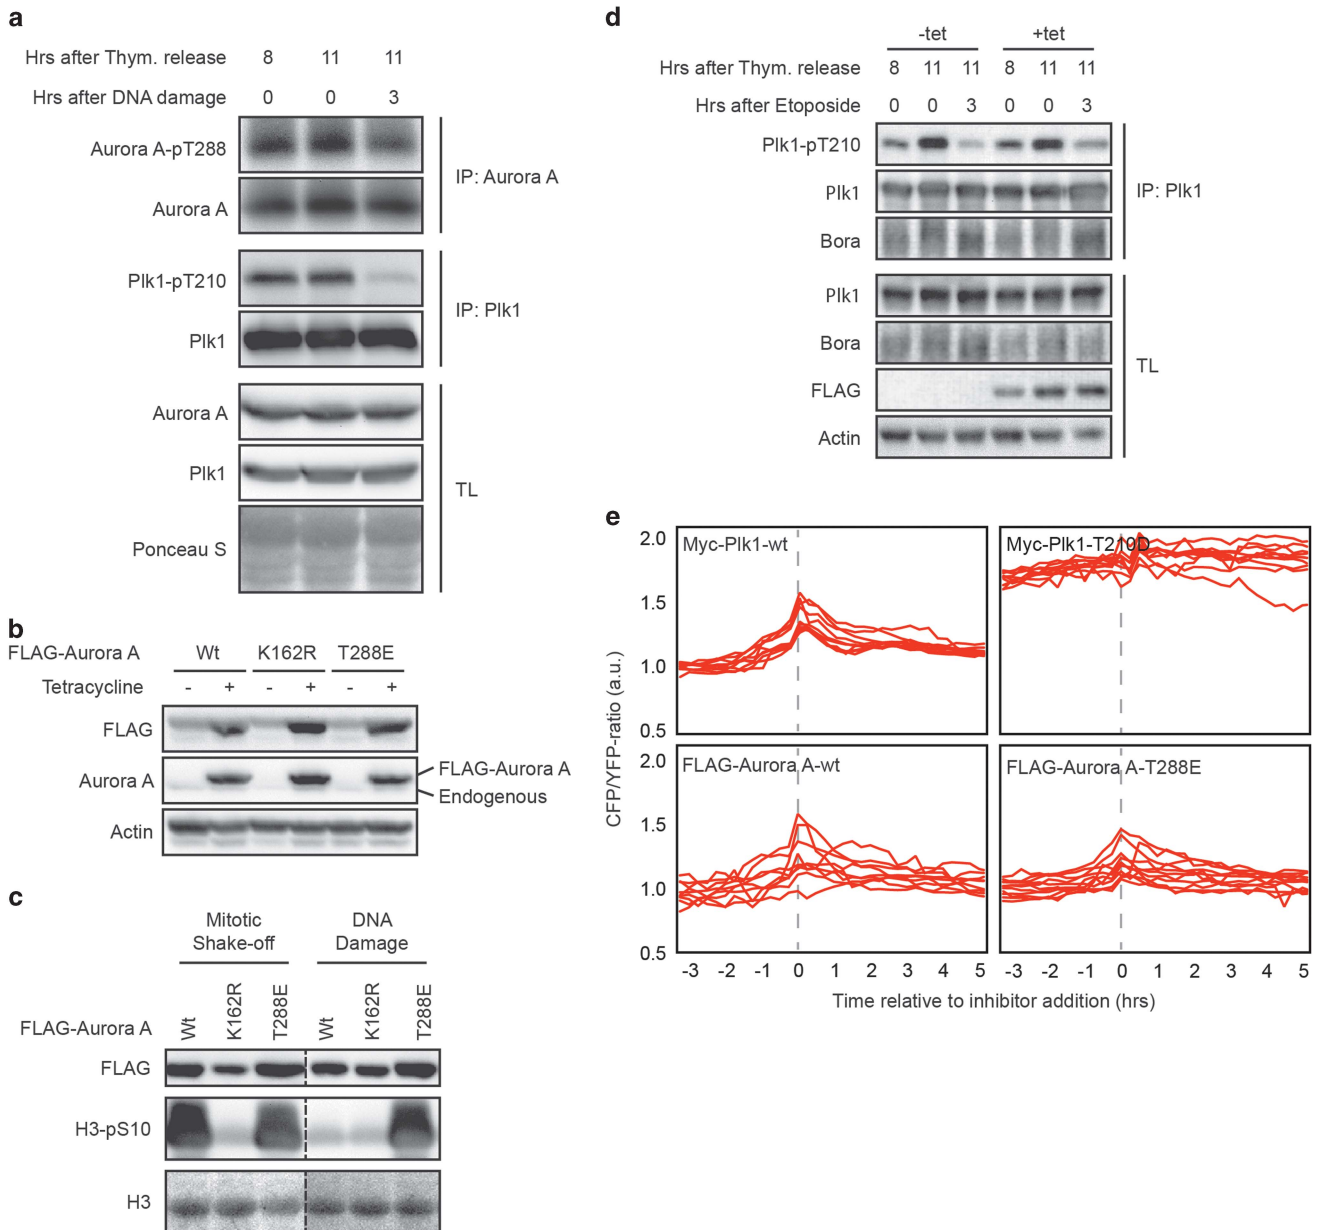 a
Hrs after Thym. release 8 11 11
Hrs after DNA damage 0 0 3
Aurora A-pT288
Aurora A
IP: Aurora A
Plk1-pT210
Plk1
IP: Plk1
Aurora A
Plk1
Ponceau S
TL
b
FLAG-Aurora A Wt K162R T288E
Tetracycline - + - + - +
FLAG
Aurora A
FLAG-Aurora A
Endogenous
Actin
c
Mitotic
Shake-off
DNA
Damage
FLAG-Aurora A Wt K162R T288E Wt K162R T288E
FLAG
H3-pS10
H3
d
-tet +tet
Hrs after Thym. release 8 11 11 8 11 11
Hrs after Etoposide 0 0 3 0 0 3
Plk1-pT210
Plk1
Bora
IP: Plk1
Plk1
Bora
FLAG
Actin
TL
e
CFP/YFP-ratio (a.u.)
2.0
1.5
1.0
0.5
Myc-Plk1-wt
Myc-Plk1-T210D
2.0
1.5
1.0
0.5
FLAG-Aurora A-wt
FLAG-Aurora A-T288E
-3 -2 -1 0 1 2 3 4 5
-3 -2 -1 0 1 2 3 4 5
Time relative to inhibitor addition (hrs)